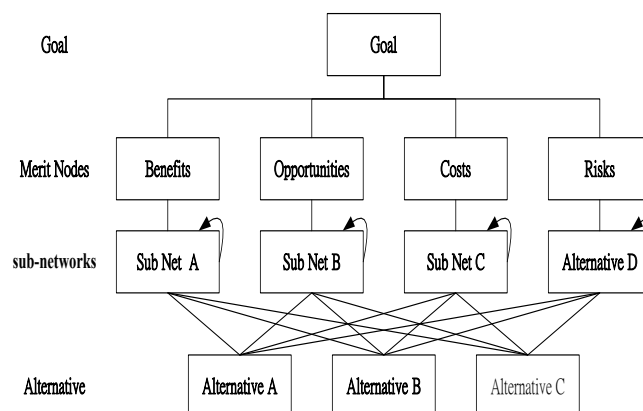 Goal Goal
Merit Nodes Benefits Opportunities Costs Risks
sub-networks Sub Net A Sub Net B Sub Net C Alternative D
Alternative Alternative A Alternative B Alternative C